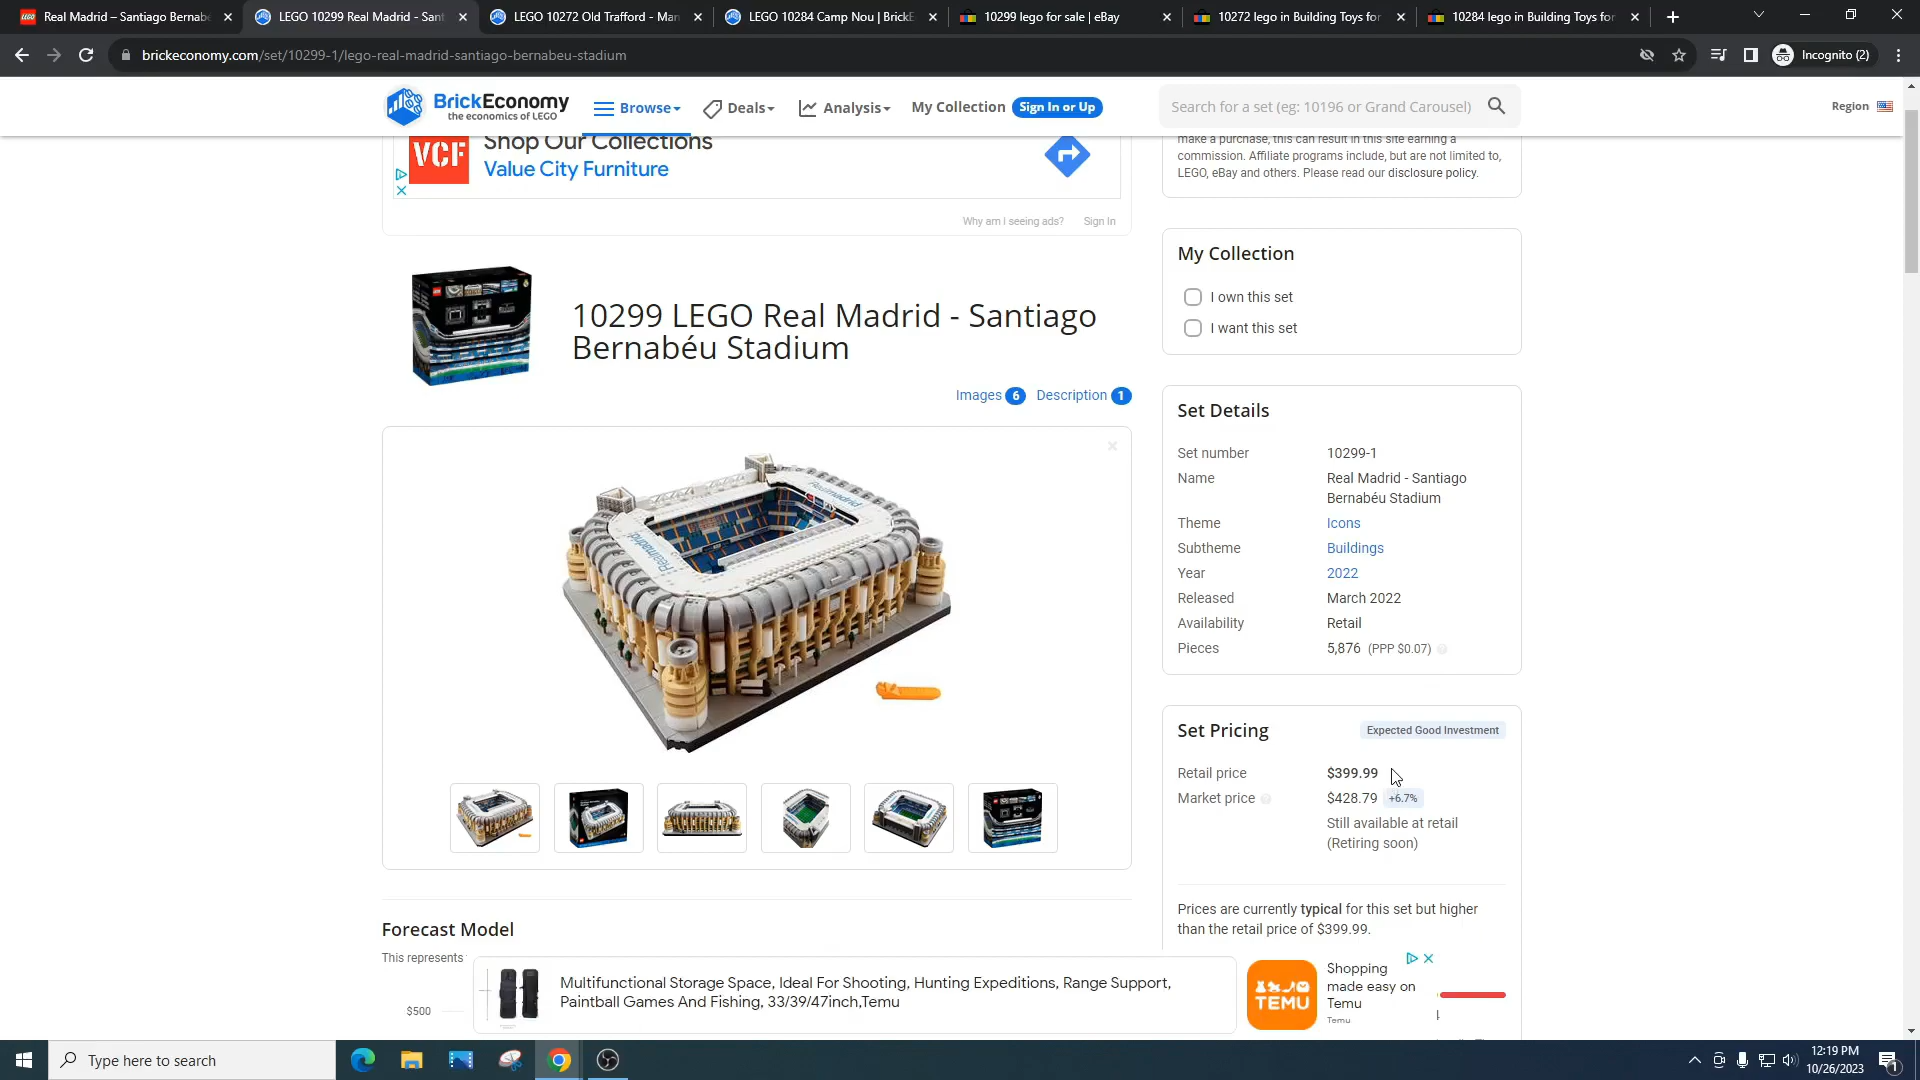 Real Madrid – Santiago Bernab
LEGO 10299 Real Madrid - Sant
LEGO 10272 Old Trafford - Man
LEGO 10284 Camp Nou | BrickE
10299 lego for sale | eBay
10272 lego in Building Toys for
10284 lego in Building Toys for
brickeconomy.com/set/10299-1/lego-real-madrid-santiago-bernabeu-stadium
Incognito (2)
BrickEconomy
the economics of LEGO
Browse
Deals
Analysis
My Collection
Sign In or Up
Search for a set (eg: 10196 or Grand Carousel)
Region
VCF
Shop Our Collections
Value City Furniture
Why am I seeing ads?
Sign In
make a purchase, this can result in this site earning a
commission. Affiliate programs include, but are not limited to,
LEGO, eBay and others. Please read our disclosure policy.
10299 LEGO Real Madrid - Santiago
Bernabéu Stadium
Images 6
Description 1
My Collection
I own this set
I want this set
Set Details
Set number 10299-1
Name Real Madrid - Santiago
Bernabéu Stadium
Theme Icons
Subtheme Buildings
Year 2022
Released March 2022
Availability Retail
Pieces 5,876 (PPP $0.07)
Realmadrid
Realmadrid
Set Pricing
Expected Good Investment
Retail price $399.99
Market price $428.79 +6.7%
Still available at retail
(Retiring soon)
Prices are currently typical for this set but higher
than the retail price of $399.99.
Forecast Model
This represents
$500
Multifunctional Storage Space, Ideal For Shooting, Hunting Expeditions, Range Support,
Paintball Games And Fishing, 33/39/47inch,Temu
TEMU
Shopping
made easy on
Temu
Temu
Type here to search
12:19 PM
10/26/2023
1